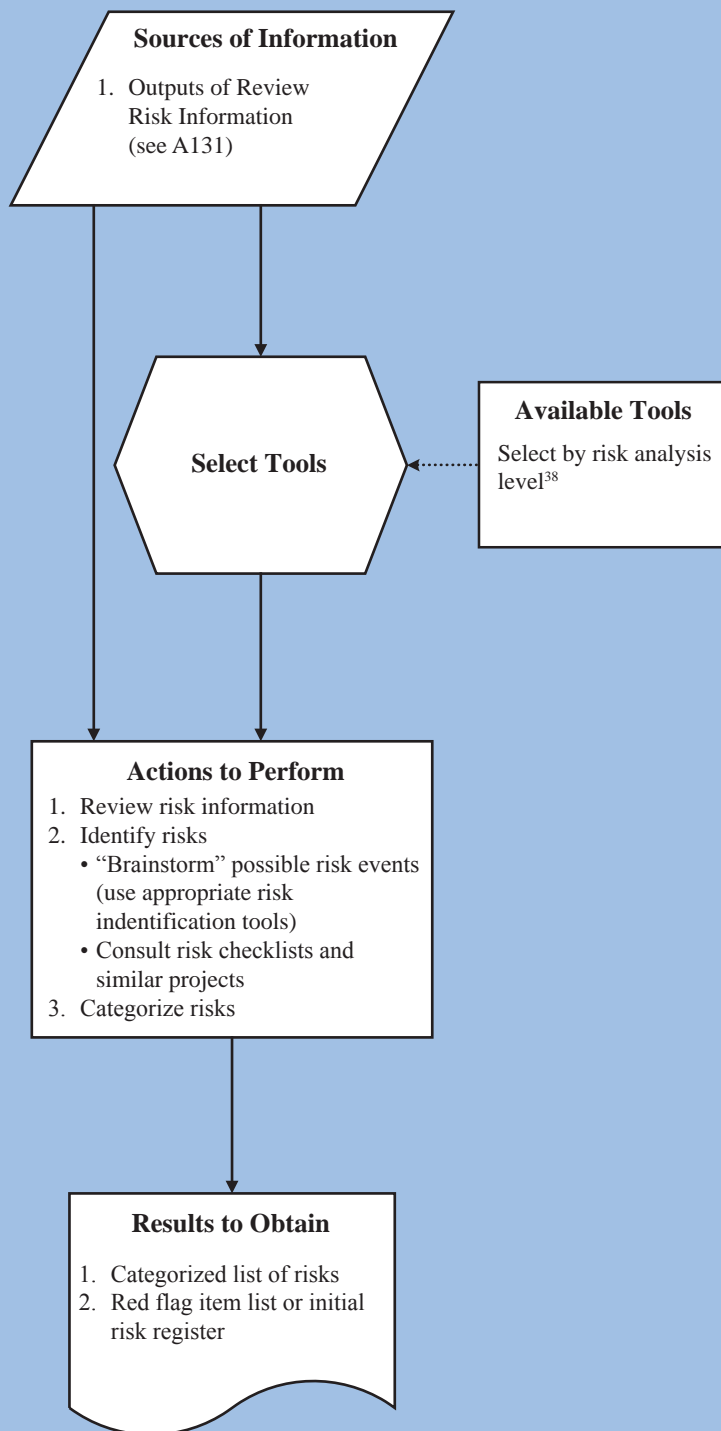 Sources of Information
1. Outputs of Review
Risk Information
(see A131)
Select Tools
Available Tools
Select by risk analysis
level³⁸
Actions to Perform
1. Review risk information
2. Identify risks
• “Brainstorm” possible risk events
(use appropriate risk
indentification tools)
• Consult risk checklists and
similar projects
3. Categorize risks
Results to Obtain
1. Categorized list of risks
2. Red flag item list or initial
risk register